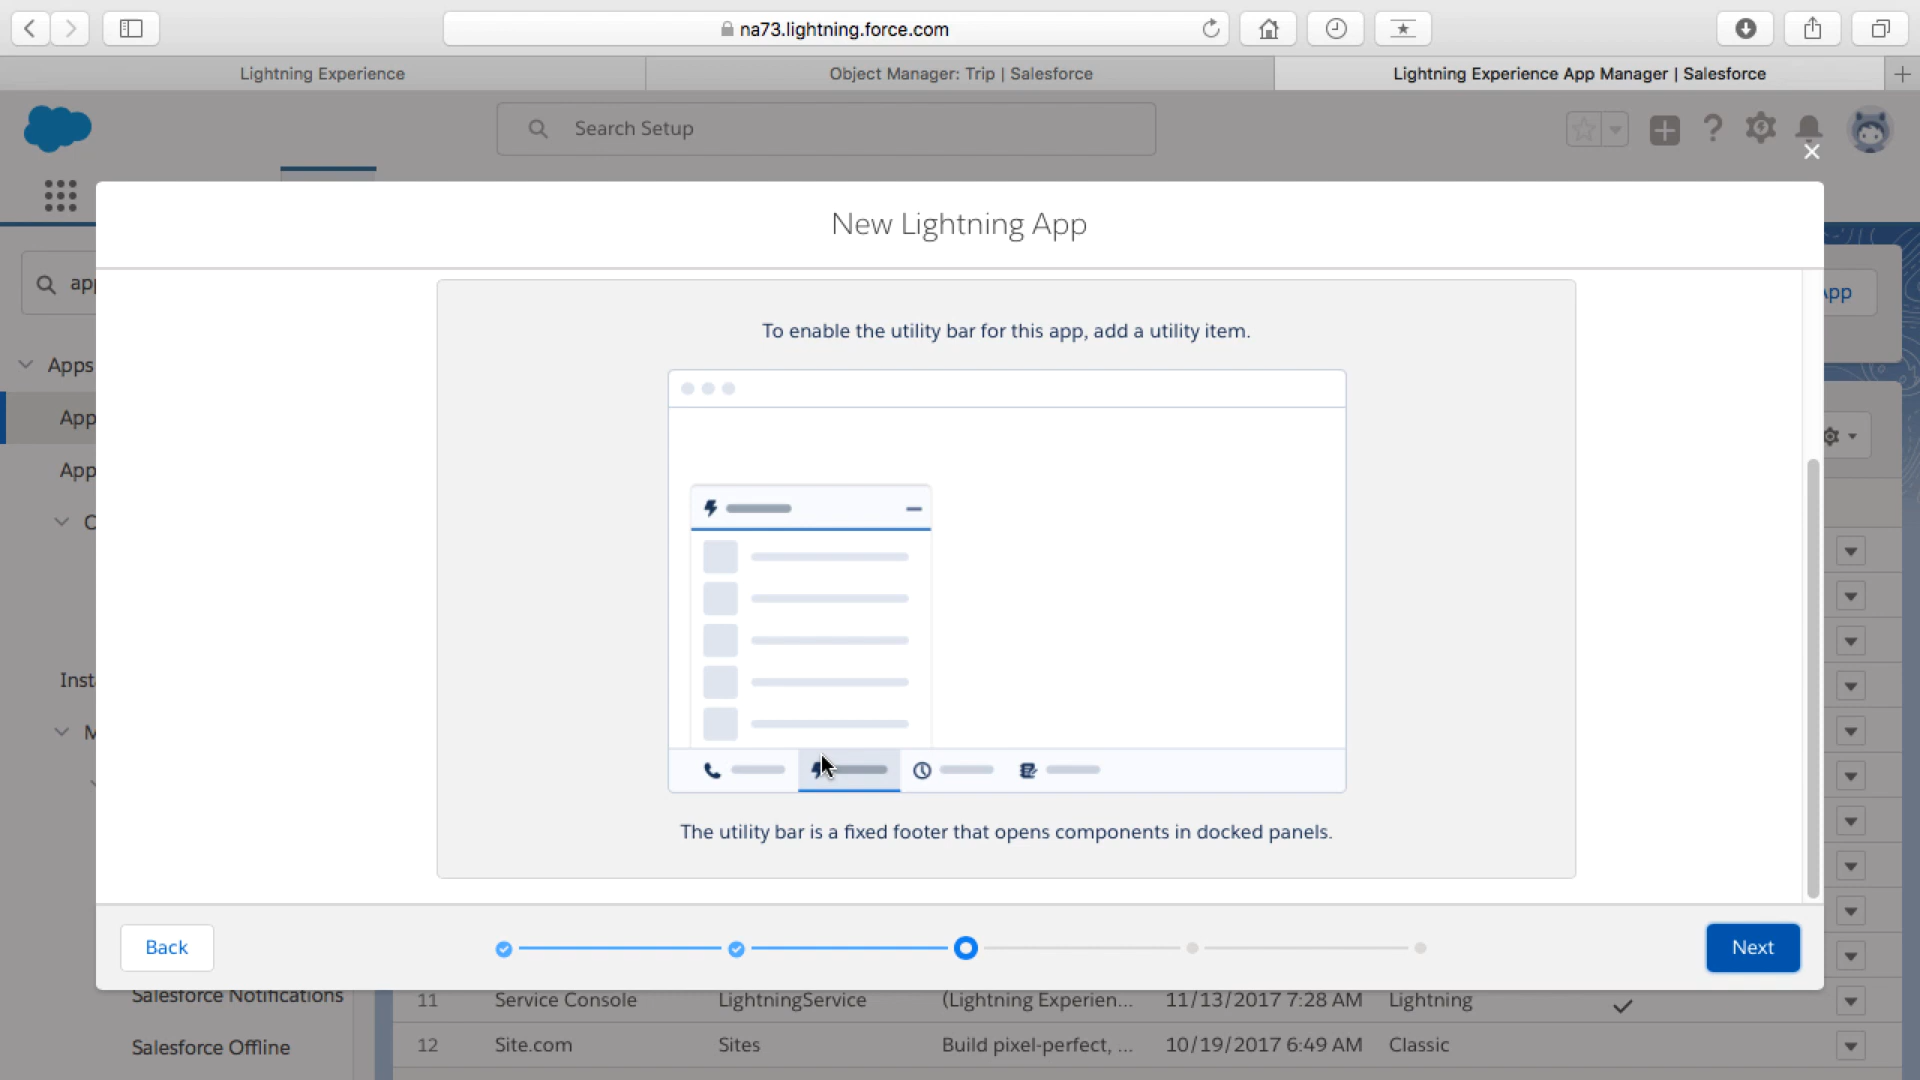 na73.lightning.force.com
Lightning Experience
Object Manager: Trip | Salesforce
Lightning Experience App Manager | Salesforce
Search Setup
New Lightning App
app
App
To enable the utility bar for this app, add a utility item.
Apps
App
App
C
Inst
M
The utility bar is a fixed footer that opens components in docked panels.
Back
Next
Salesforce Notifications
11 Service Console LightningService (Lightning Experien... 11/13/2017 7:28 AM Lightning
Salesforce Offline
12 Site.com Sites Build pixel-perfect, ... 10/19/2017 6:49 AM Classic